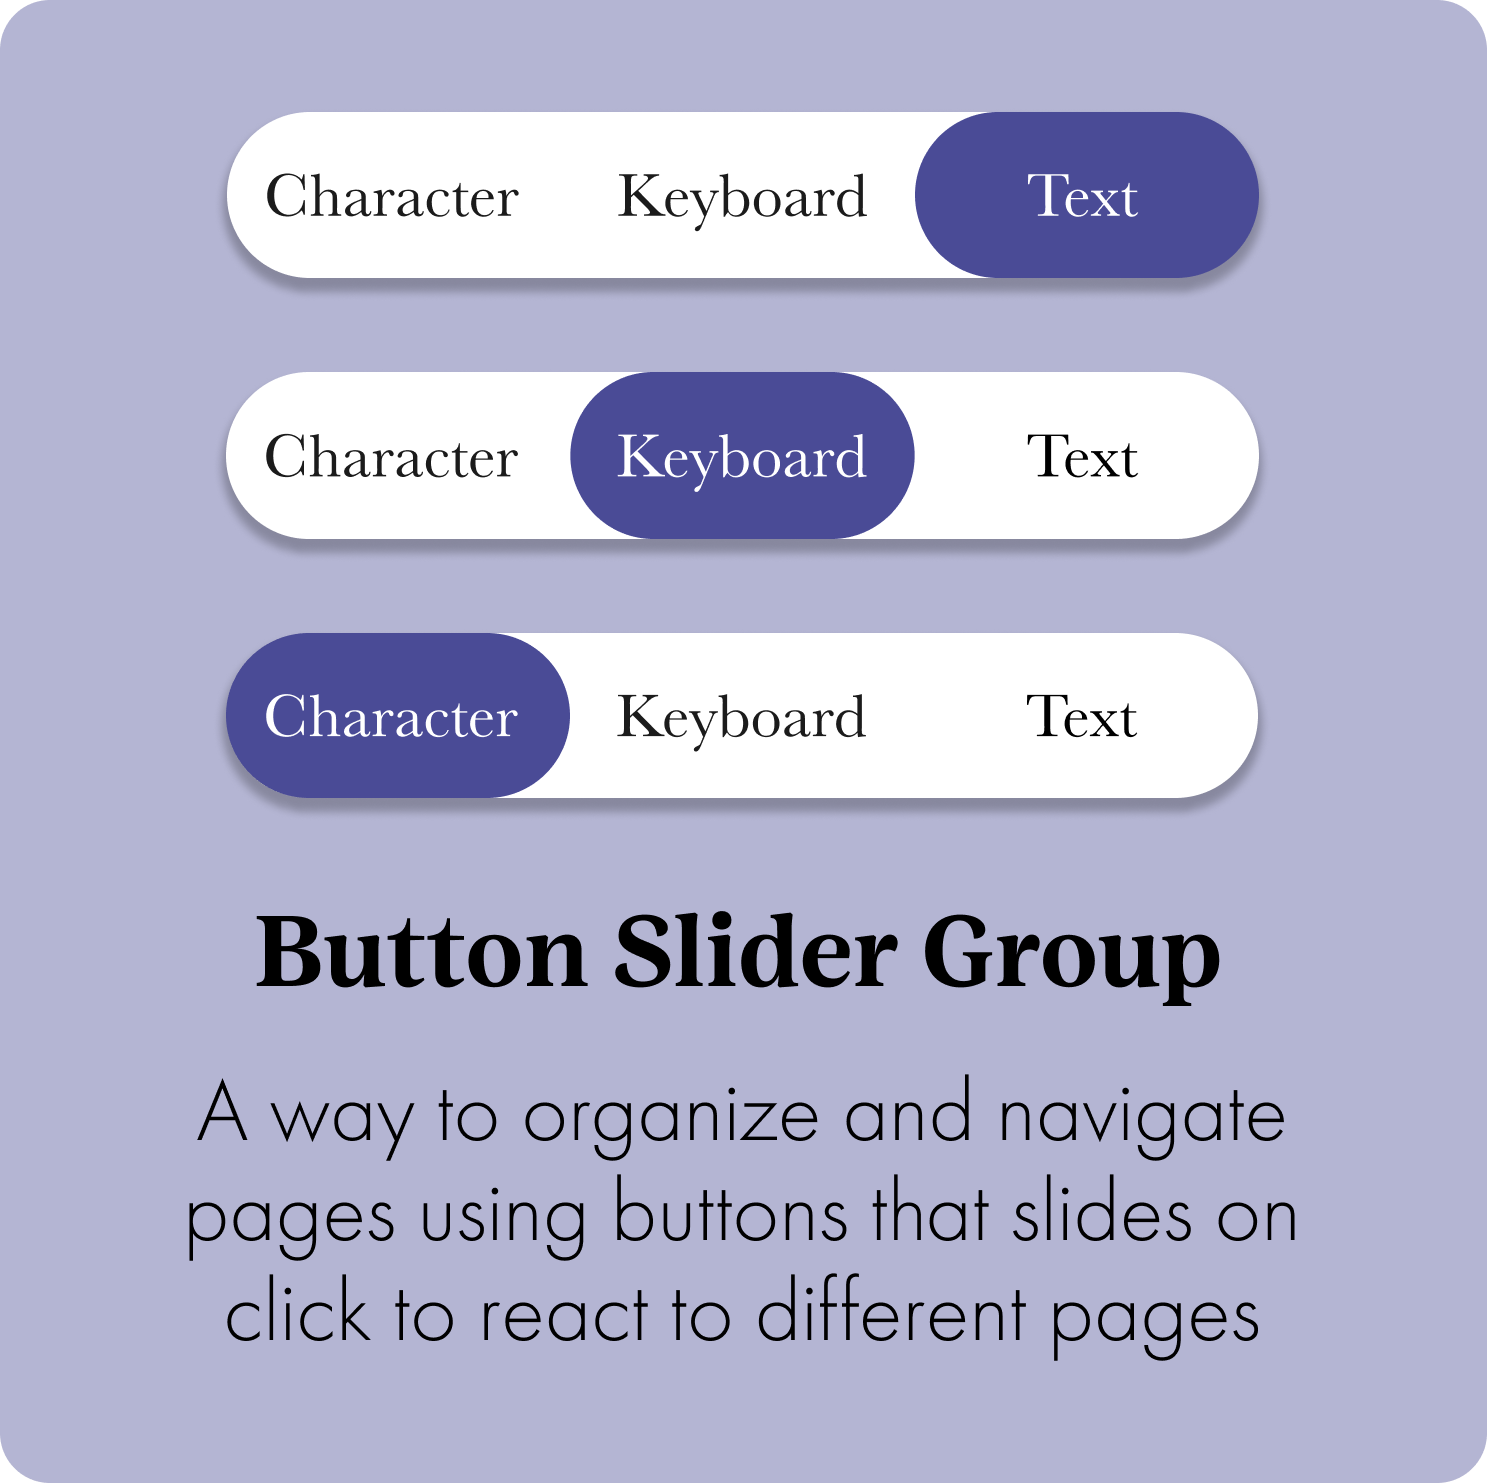 Character Keyboard Text
Character Keyboard Text
Character Keyboard Text
Button Slider Group
A way to organize and navigate
pages using buttons that slides on
click to react to different pages